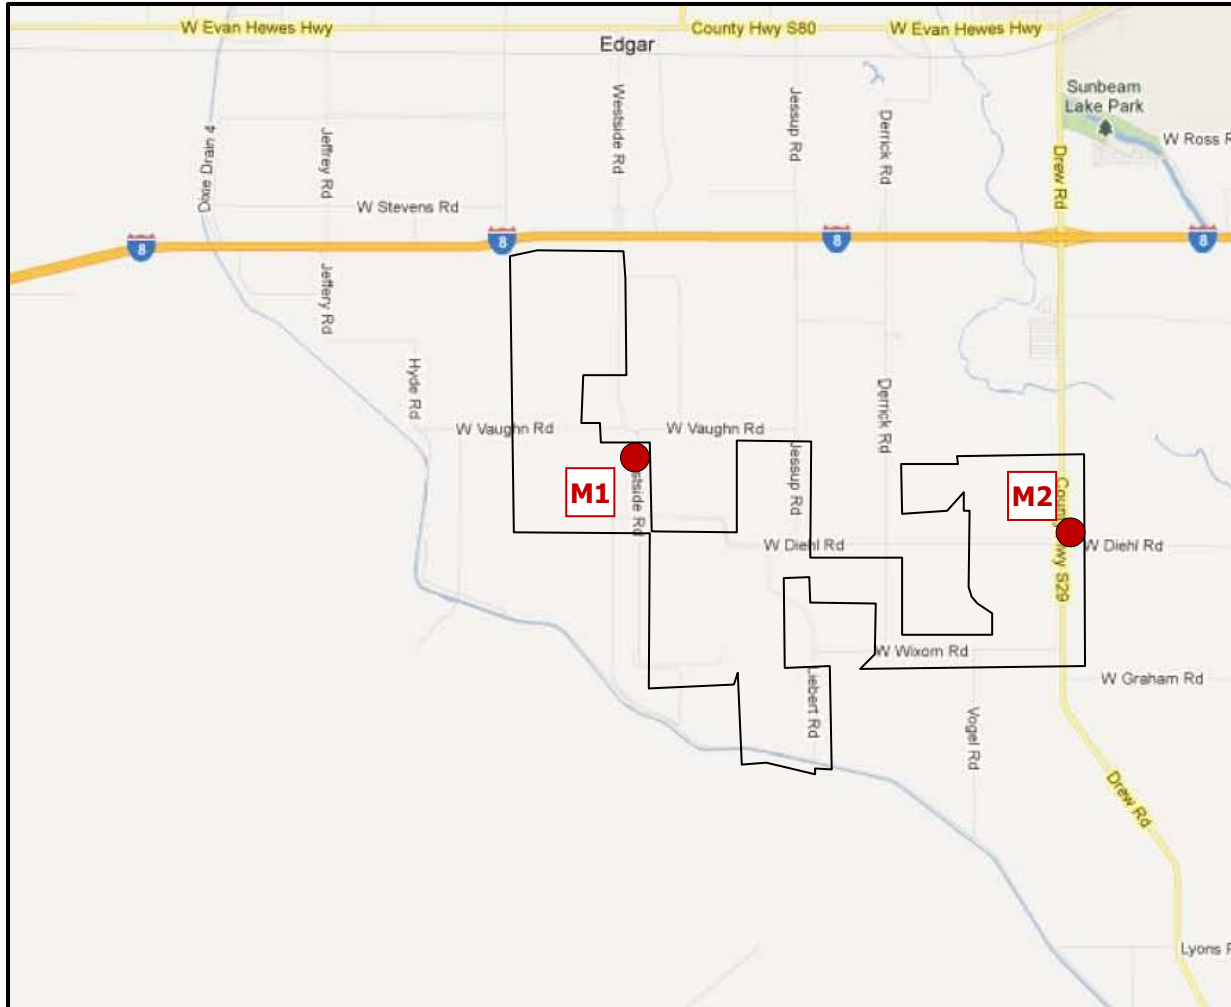 W Evan Hewes Hwy
County Hwy S80
W Evan Hewes Hwy
Edgar
Sunbeam
Lake Park
W Ross R
Dixie Drain 4
Jeffrey Rd
Westside Rd
Jessup Rd
Derrick Rd
Drew Rd
W Stevens Rd
8
8
8
8
Jeffery Rd
Hyde Rd
Derrick Rd
W Vaughn Rd
W Vaughn Rd
M1
stside Rd
Jessup Rd
M2
County Hwy S29
W Diehl Rd
W Diehl Rd
W Wixom Rd
W Graham Rd
Liebert Rd
Vogel Rd
Drew Rd
Lyons R